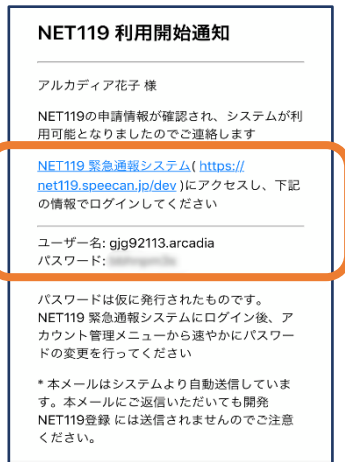 NET119 利用開始通知
アルカディア花子 様
NET119の申請情報が確認され、システムが利
用可能となりましたのでご連絡します
NET119 緊急通報システム( https://
net119.speecan.jp/dev )にアクセスし、下記
の情報でログインしてください
ユーザー名: gjg92113.arcadia
パスワード:
パスワードは仮に発行されたものです。
NET119 緊急通報システムにログイン後、ア
カウント管理メニューから速やかにパスワー
ドの変更を行ってください
* 本メールはシステムより自動送信していま
す。本メールにご返信いただいても開発
NET119登録 には送信されませんのでご注意
ください。